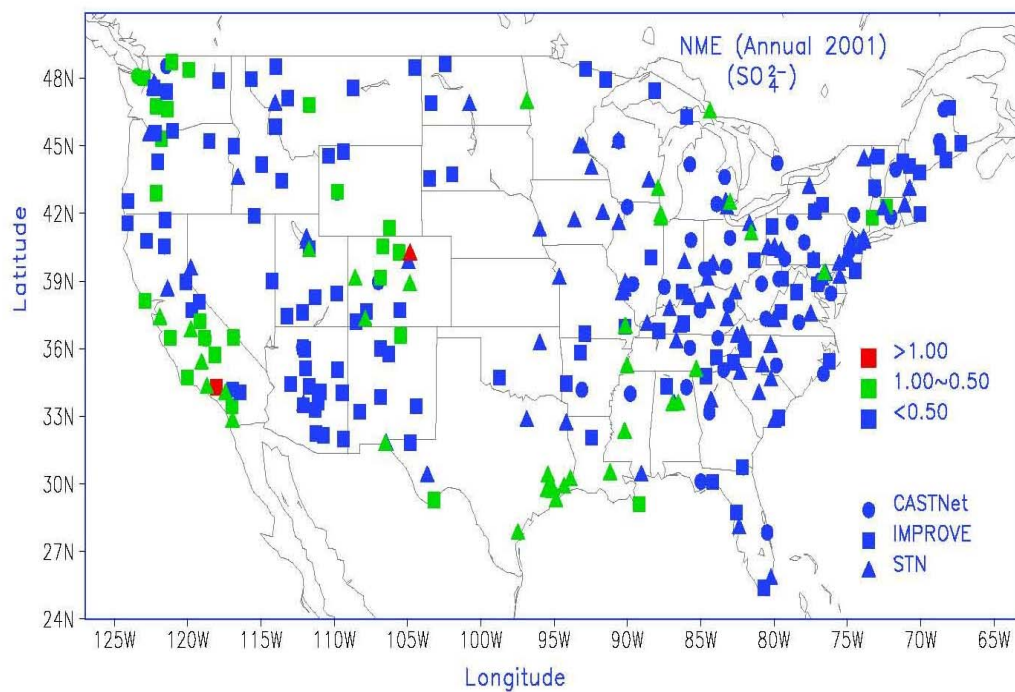 NME (Annual 2001)
(SO₄²⁻)
48N
45N
42N
39N
36N
33N
30N
27N
24N
Latitude
>1.00
1.00~0.50
<0.50
CASTNet
IMPROVE
STN
125W 120W 115W 110W 105W 100W 95W 90W 85W 80W 75W 70W 65W
Longitude